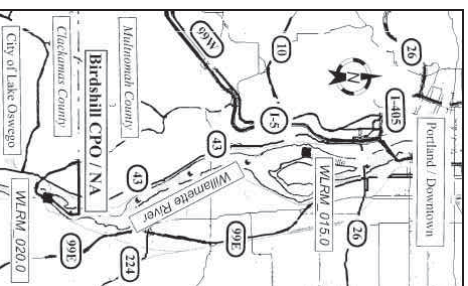 Portland / Downtown
26
I-405
26
WLRM 015.0
10
I-5
99E
43
99W
Willamette River
43
224
Multnomah County
Birdshill CPO / NA
99E
Clackamas County
WLRM 020.0
City of Lake Oswego